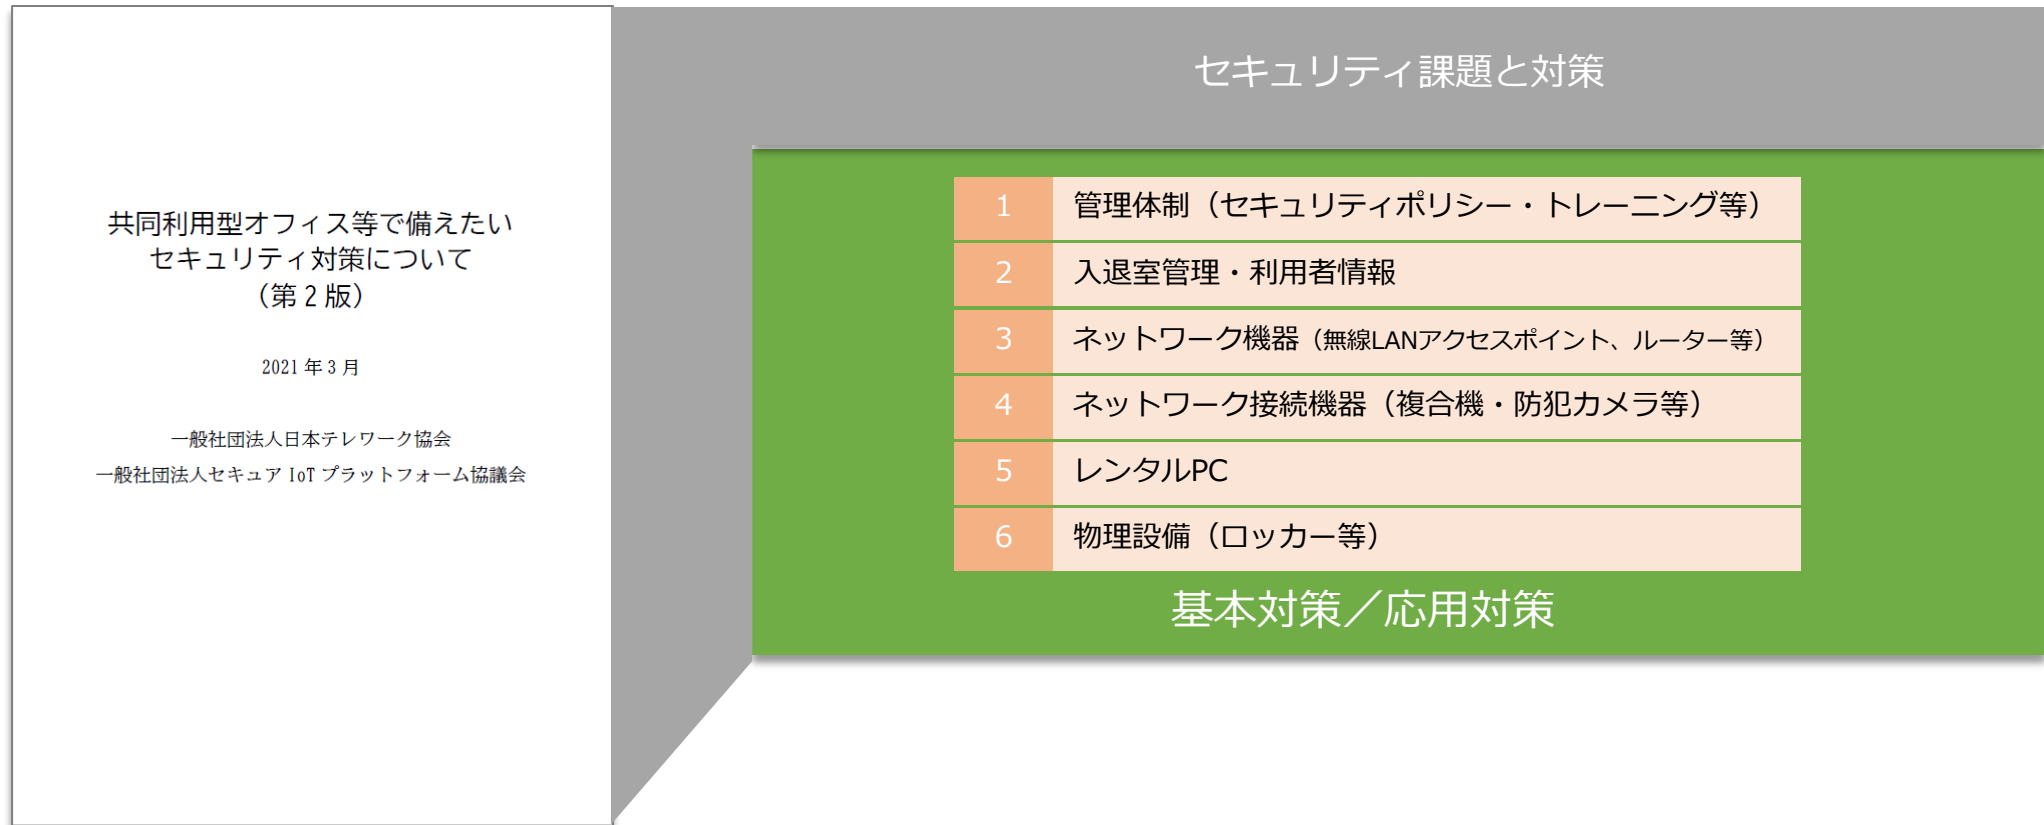 共同利用型オフィス等で備えたい
セキュリティ対策について
（第２版）
2021年3月
一般社団法人日本テレワーク協会
一般社団法人セキュア IoT プラットフォーム協議会
セキュリティ課題と対策
1 管理体制（セキュリティポリシー・トレーニング等）
2 入退室管理・利用者情報
3 ネットワーク機器（無線LANアクセスポイント、ルーター等）
4 ネットワーク接続機器（複合機・防犯カメラ等）
5 レンタルPC
6 物理設備（ロッカー等）
基本対策／応用対策